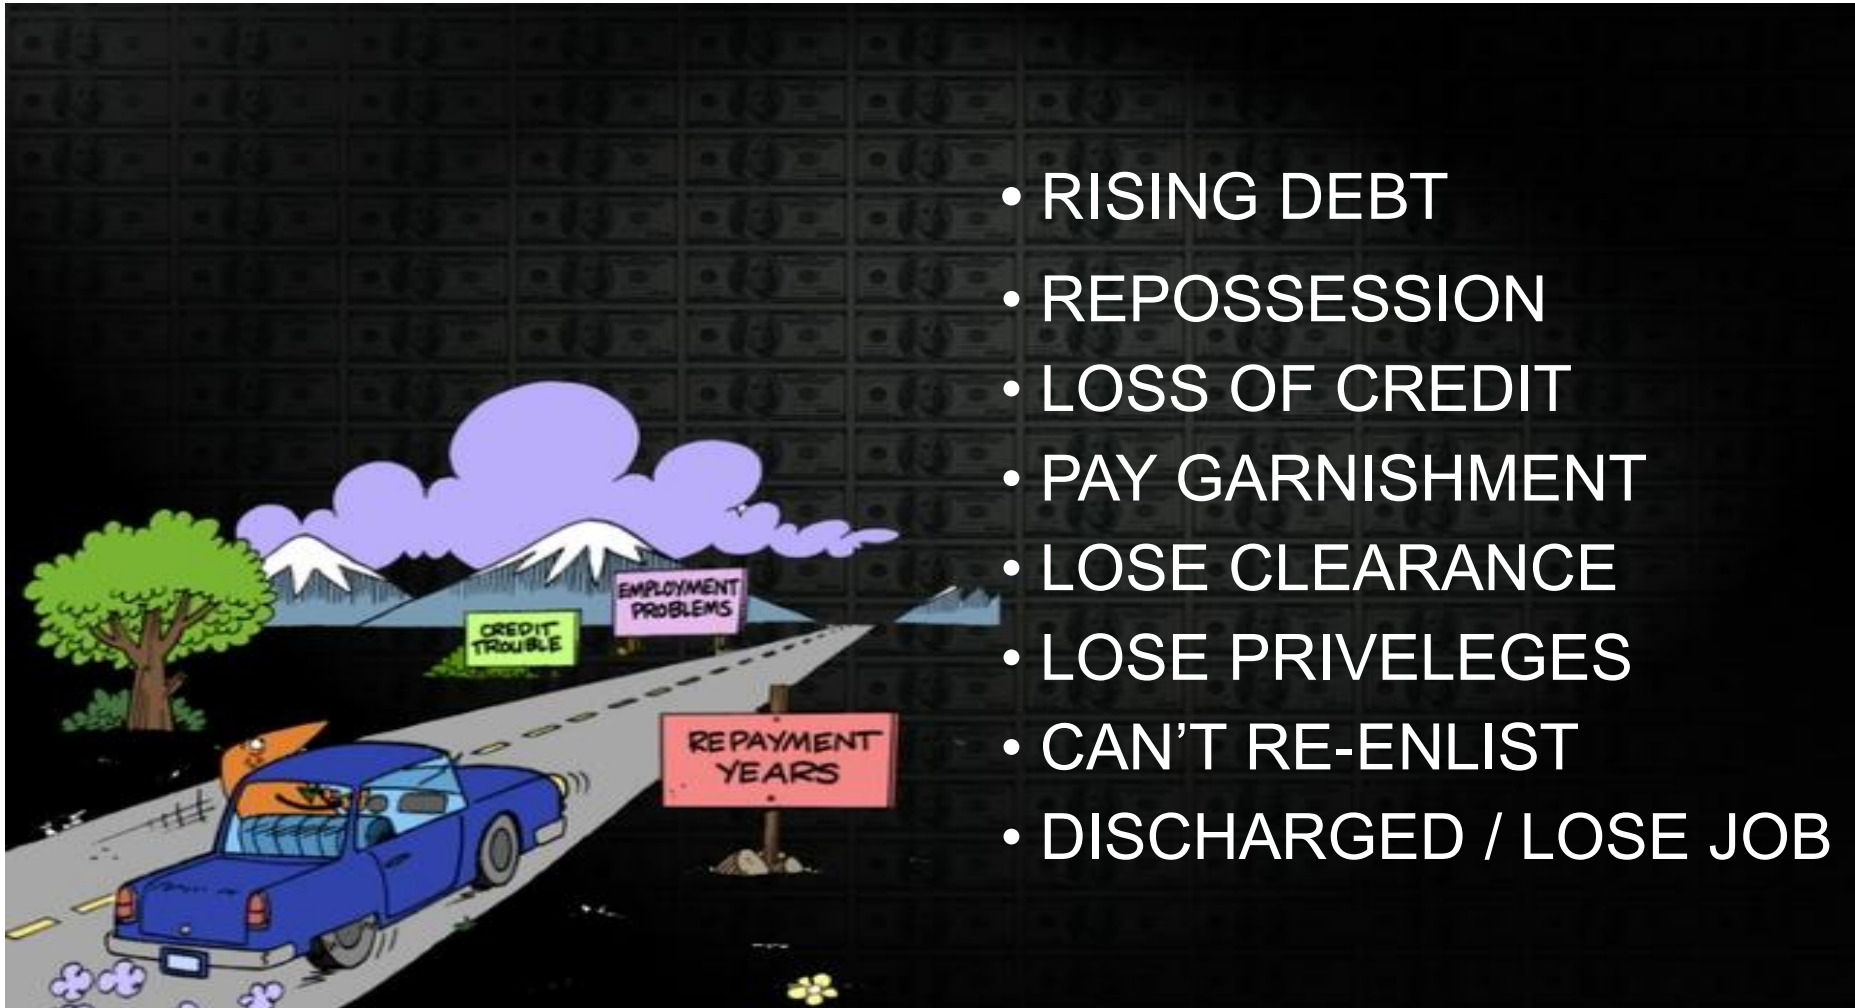 • RISING DEBT
• REPOSSESSION
• LOSS OF CREDIT
• PAY GARNISHMENT
• LOSE CLEARANCE
• LOSE PRIVELEGES
• CAN’T RE-ENLIST
• DISCHARGED / LOSE JOB
EMPLOYMENT
PROBLEMS
CREDIT
TROUBLE
REPAYMENT
YEARS